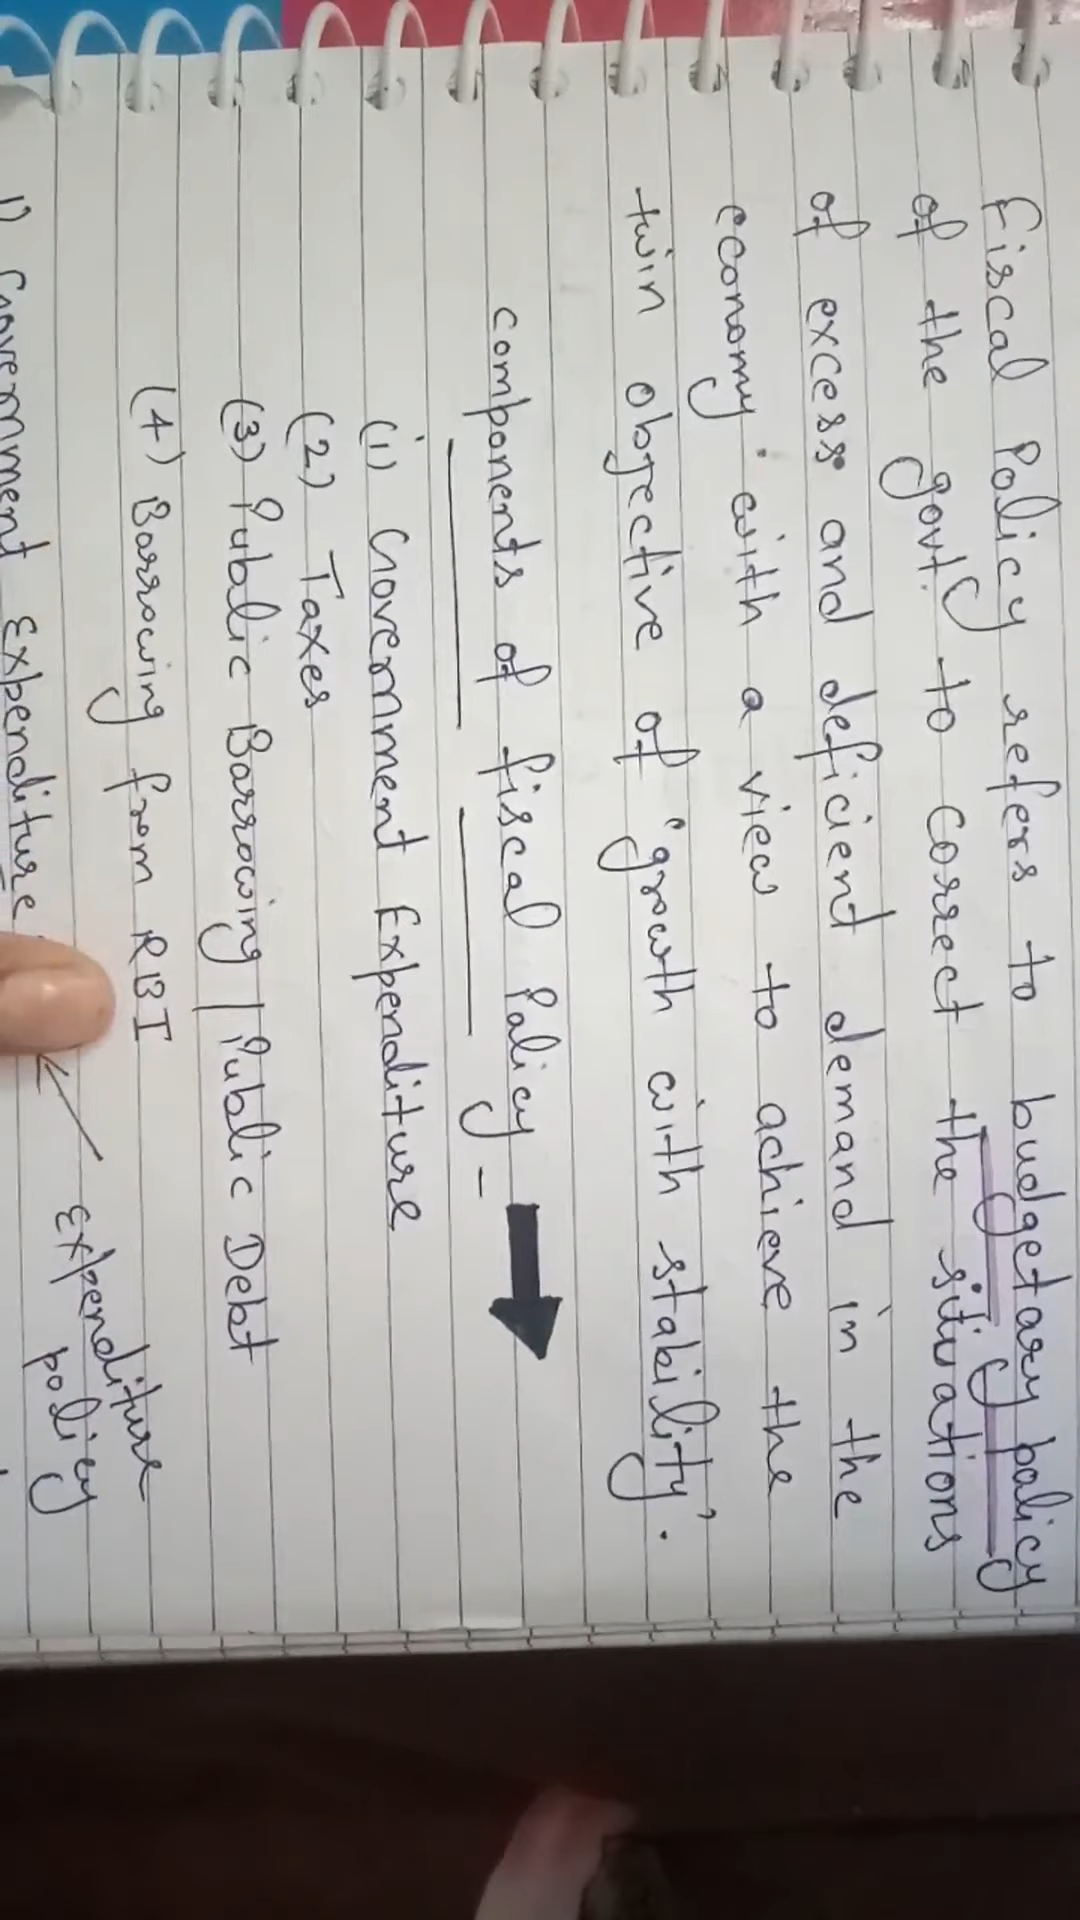 Fiscal Policy refers to budgetary policy
of the govt. to correct the situations
of excess and deficient demand in the
economy with a view to achieve the
twin objective of "growth with stability".
components of fiscal Policy -
(1) Government Expenditure
(2) Taxes
(3) Public Barrowing | Public Debt
(4) Barrowing from RBI
Expenditure
policy
1) Government Expenditure